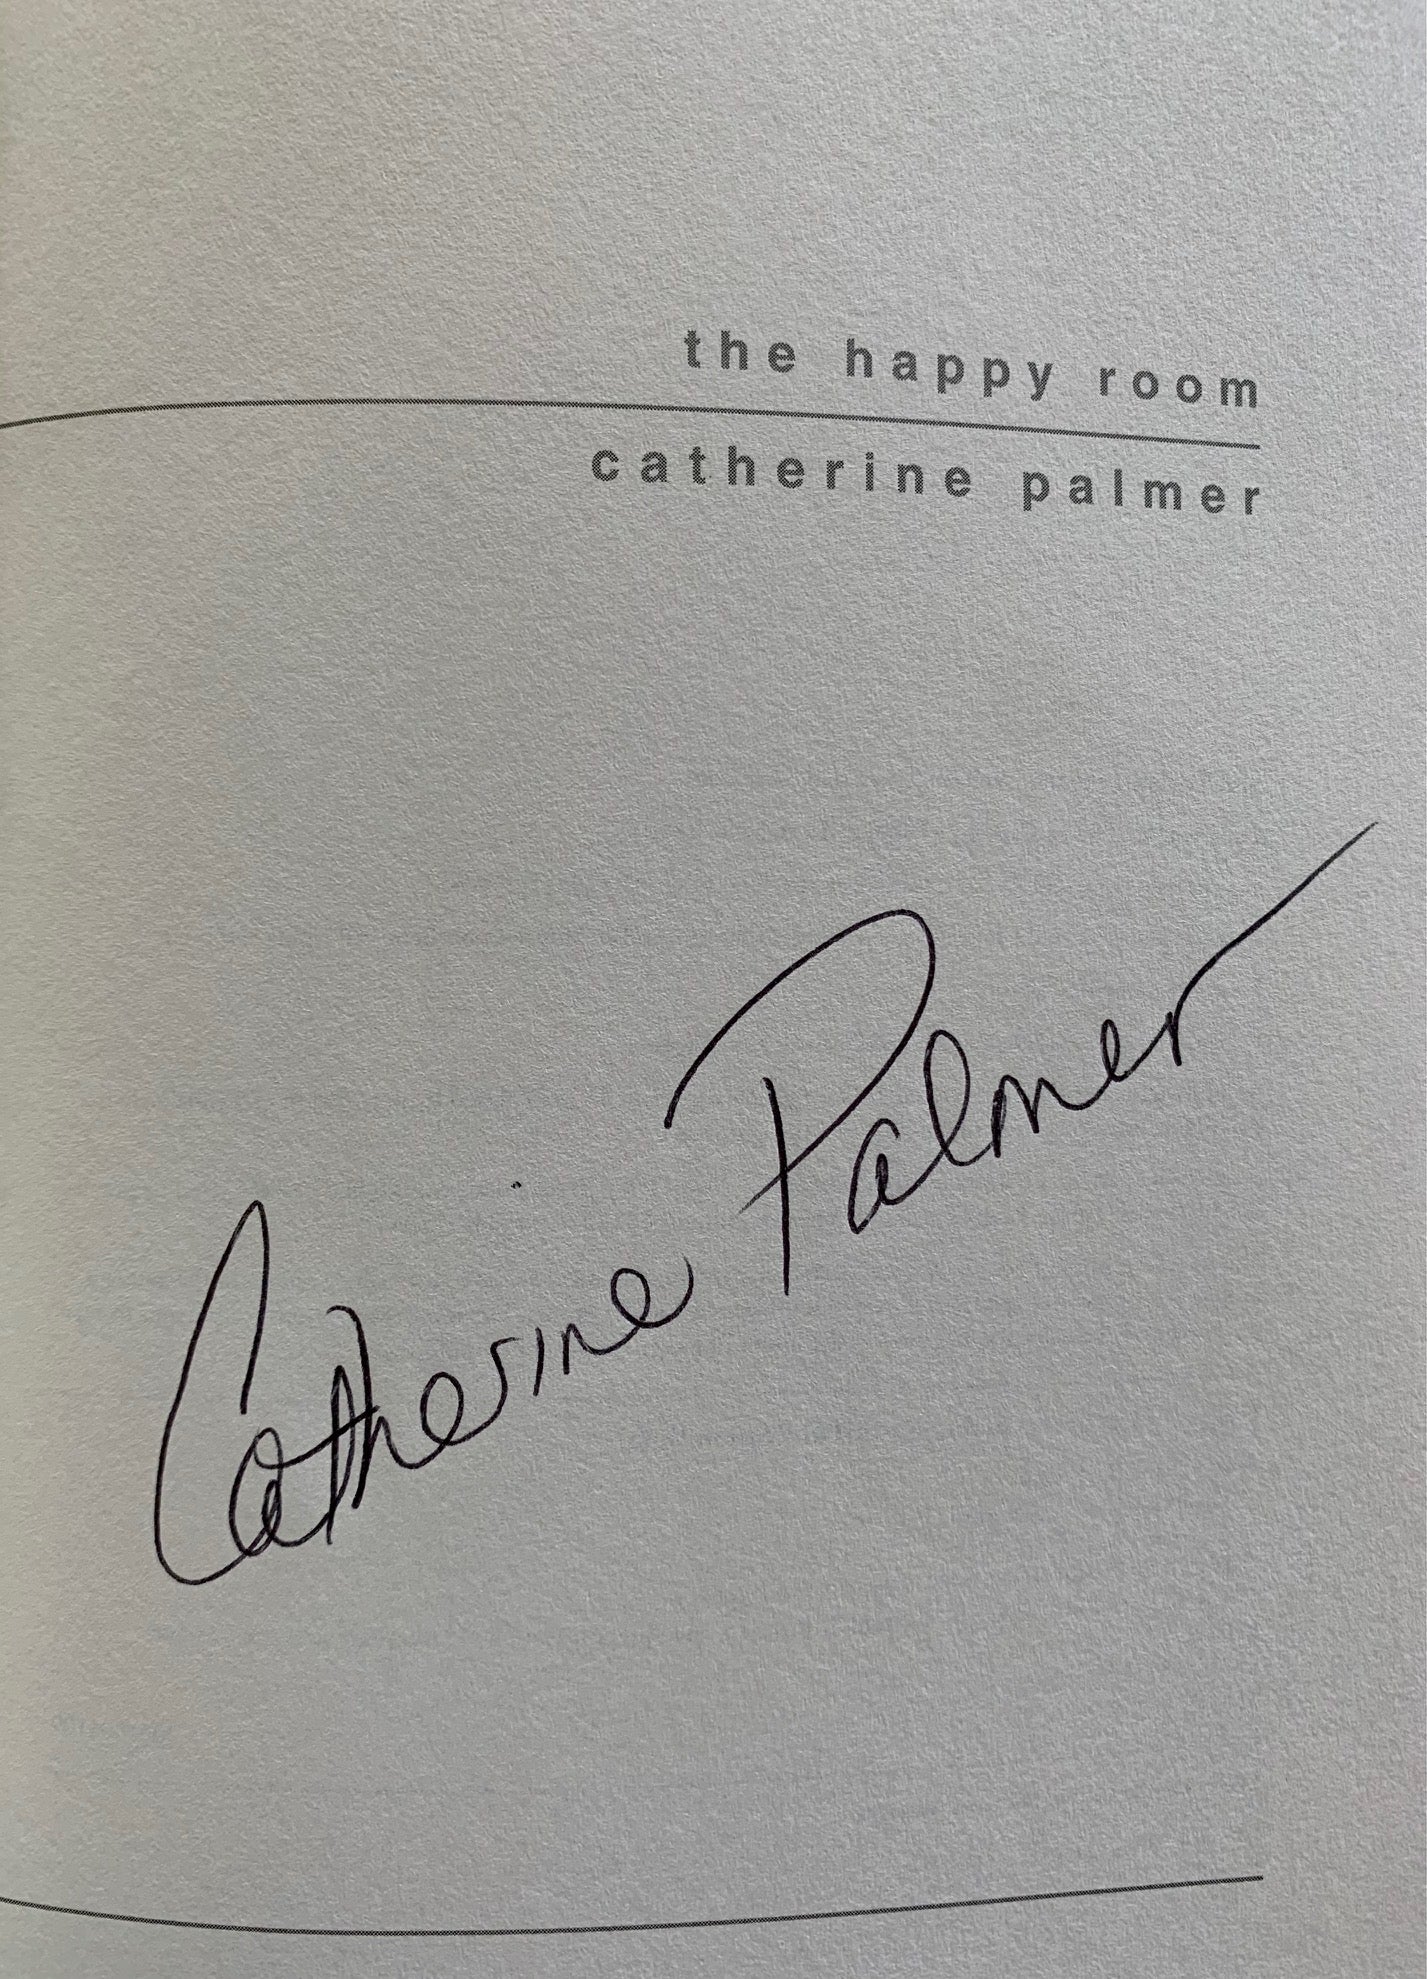 the happy room
catherine palmer
Catherine Palmer